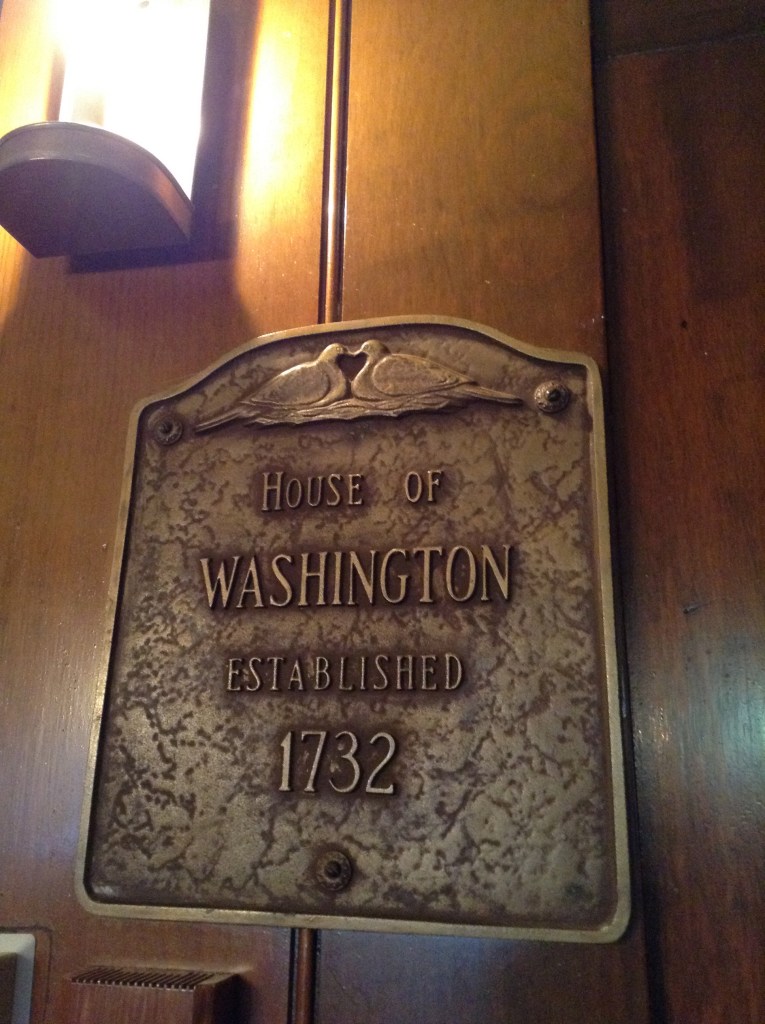 House of
WASHINGTON
ESTABLISHED
1732